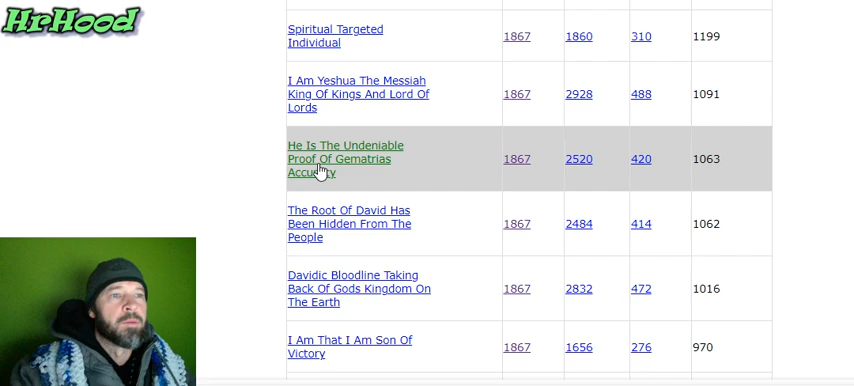 HrHood
Spiritual Targeted
Individual
1867
1860
310
1199
I Am Yeshua The Messiah
King Of Kings And Lord Of
Lords
1867
2928
488
1091
He Is The Undeniable
Proof Of Gematrias
Accuracy
1867
2520
420
1063
The Root Of David Has
Been Hidden From The
People
1867
2484
414
1062
Davidic Bloodline Taking
Back Of Gods Kingdom On
The Earth
1867
2832
472
1016
I Am That I Am Son Of
Victory
1867
1656
276
970